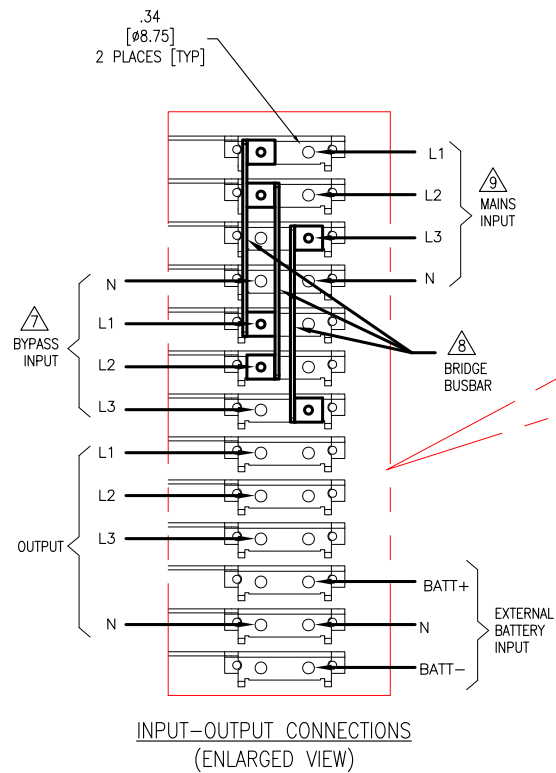 .34
[ø8.75]
2 PLACES [TYP]
L1
L2
L3
N
9
MAINS
INPUT
N
L1
L2
L3
7
BYPASS
INPUT
8
BRIDGE
BUSBAR
L1
L2
L3
N
OUTPUT
BATT+
N
BATT-
EXTERNAL
BATTERY
INPUT
INPUT-OUTPUT CONNECTIONS
(ENLARGED VIEW)